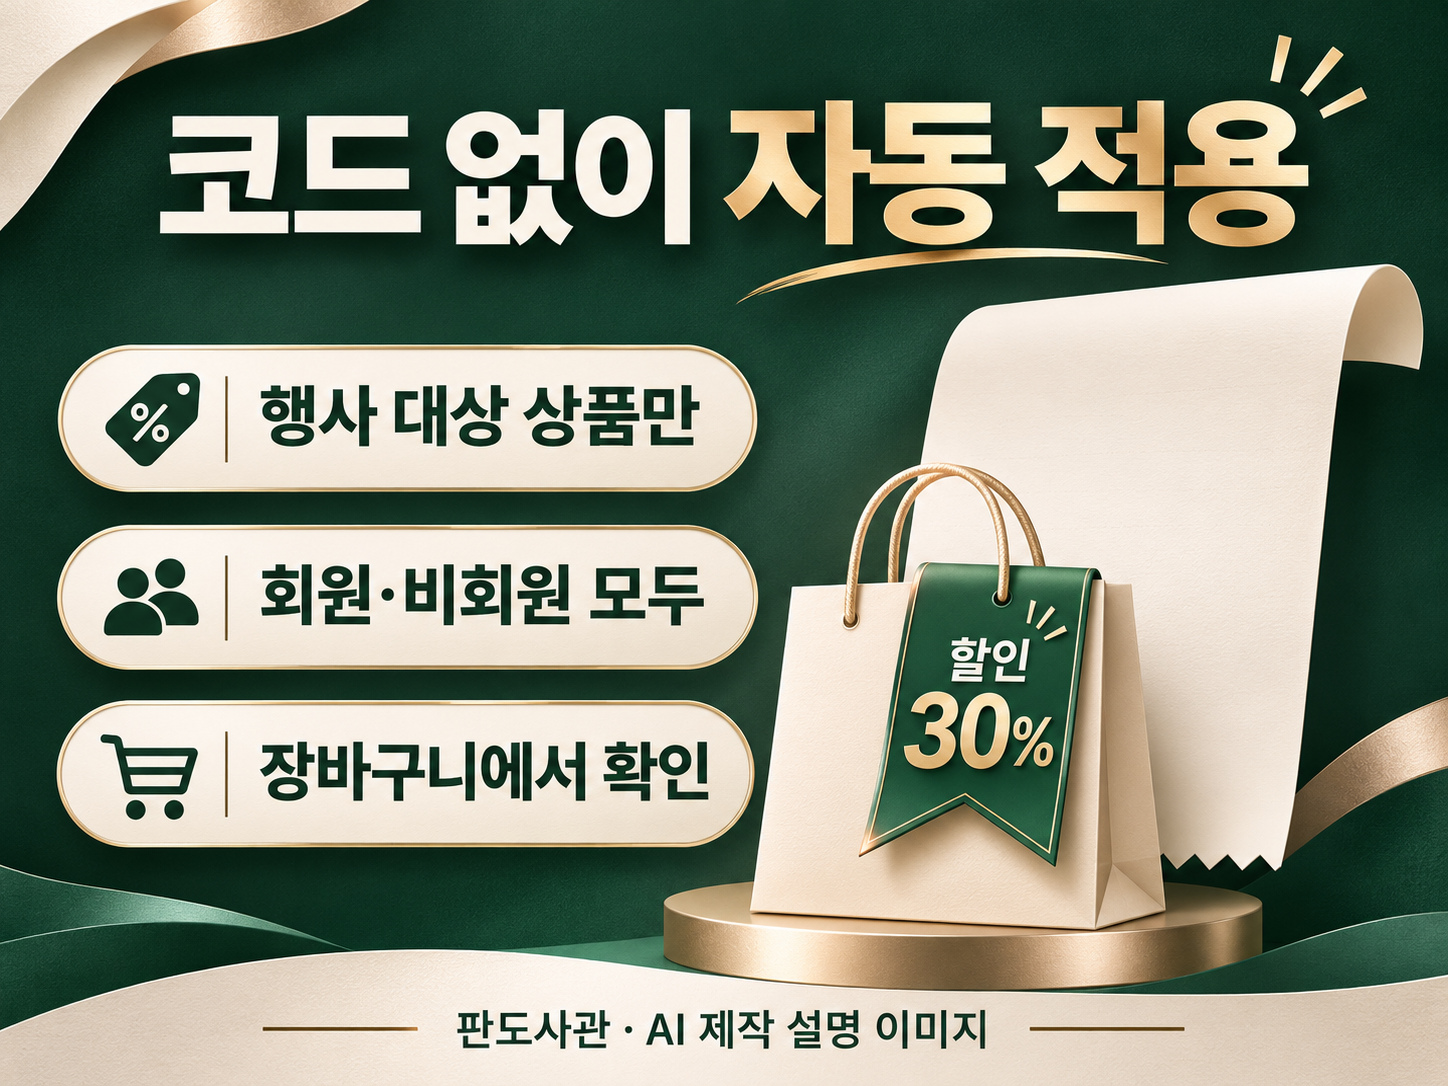 코드 없이 자동 적용
%
행사 대상 상품만
회원·비회원 모두
장바구니에서 확인
할인
30%
판도사관 · AI 제작 설명 이미지